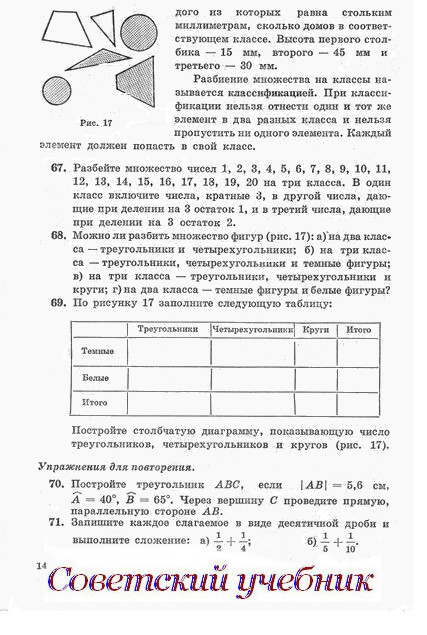 дого из которых равна стольким
миллиметрам, сколько домов в соответ-
ствующем классе. Высота первого стол-
бика — 15 мм, второго — 45 мм и
третьего — 30 мм.
Разбиение множества на классы на-
зывается классификацией. При класси-
фикации нельзя отнести один и тот же
элемент в два разных класса и нельзя
пропустить ни одного элемента. Каждый
элемент должен попасть в свой класс.
Рис. 17
67. Разбейте множество чисел 1, 2, 3, 4, 5, 6, 7, 8, 9, 10, 11,
12, 13, 14, 15, 16, 17, 18, 19, 20 на три класса. В один
класс включите числа, кратные 3, в другой числа, даю-
щие при делении на 3 остаток 1, и в третий числа, дающие
при делении на 3 остаток 2.
68. Можно ли разбить множество фигур (рис. 17): а) на два клас-
са — треугольники и четырехугольники; б) на три клас-
са — треугольники, четырехугольники и темные фигуры;
в) на три класса — треугольники, четырехугольники и
круги; г) на два класса — темные фигуры и белые фигуры?
69. По рисунку 17 заполните следующую таблицу:
Треугольники Четырехугольники Круги Итого
Темные
Белые
Итого
Постройте столбчатую диаграмму, показывающую число
треугольников, четырехугольников и кругов (рис. 17).
Упражнения для повторения.
70. Постройте треугольник ABC, если |AB| = 5,6 см,
Â = 40°, B̂ = 65°. Через вершину C проведите прямую,
параллельную стороне AB.
71. Запишите каждое слагаемое в виде десятичной дроби и
выполните сложение: а) 1/2 + 1/4; б) 1/5 + 1/10.
14
Советский учебник